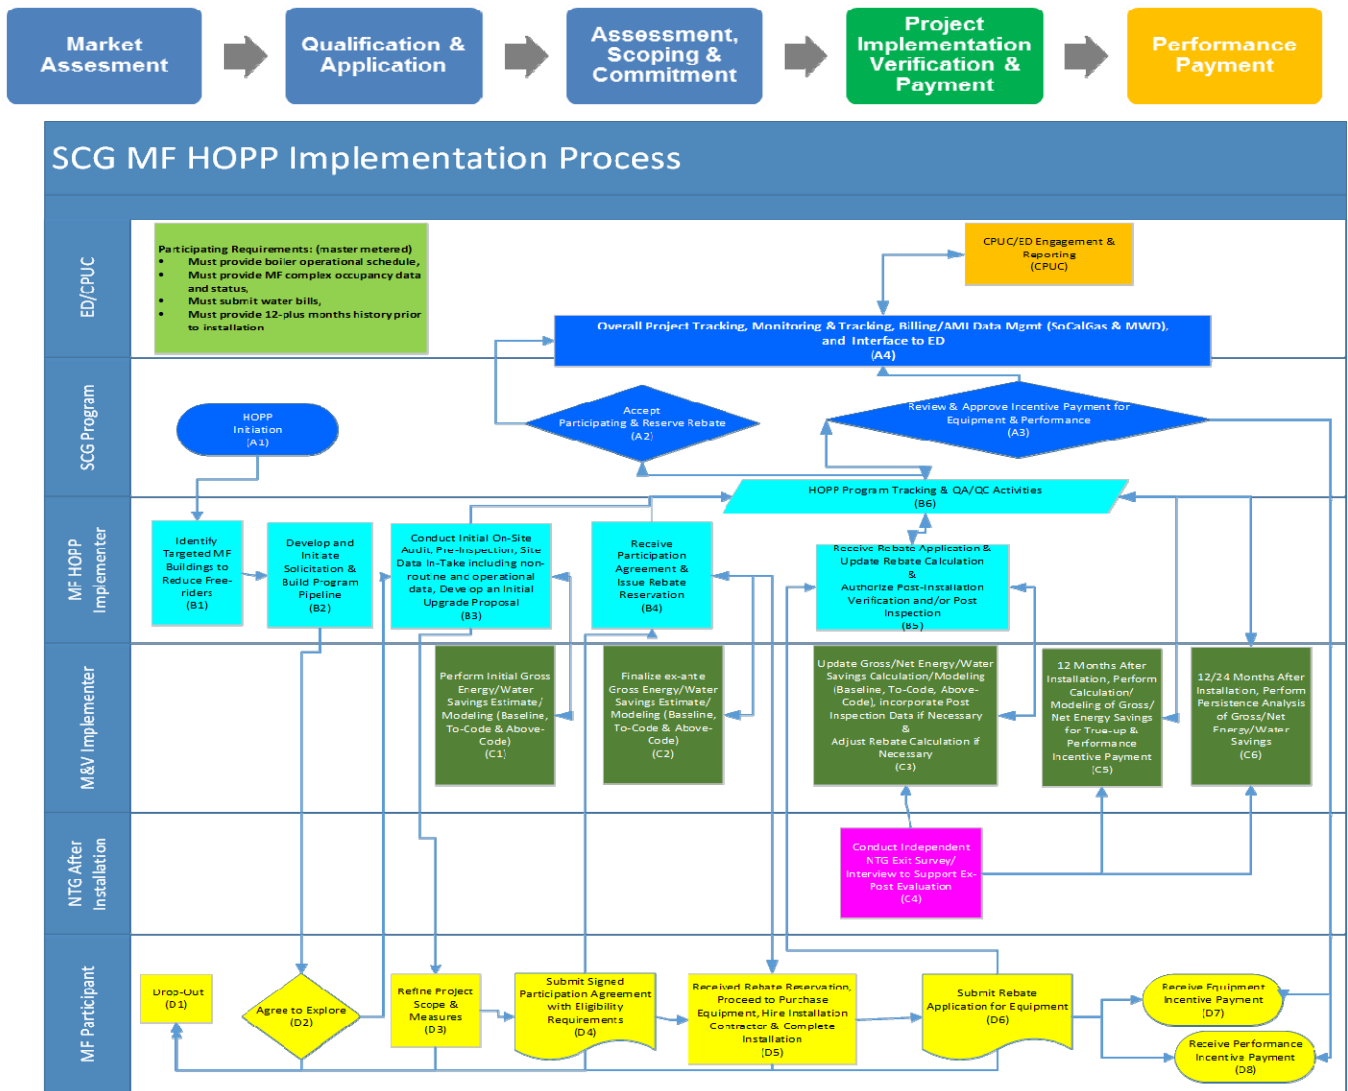 Market
Assesment
Qualification &
Application
Assessment,
Scoping &
Commitment
Project
Implementation
Verification &
Payment
Performance
Payment
SCG MF HOPP Implementation Process
ED/CPUC
Participating Requirements: (master metered)
• Must provide boiler operational schedule,
• Must provide MF complex occupancy data
and status,
• Must submit water bills,
• Must provide 12-plus months history prior
to installation
CPUC/ED Engagement &
Reporting
(CPUC)
Overall Project Tracking, Monitoring & Tracking, Billing/AMI Data Mgmt (SoCalGas & MWD),
and Interface to ED
(A4)
SCG Program
HOPP
Initiation
(A1)
Accept
Participating & Reserve Rebate
(A2)
Review & Approve Incentive Payment for
Equipment & Performance
(A3)
HOPP Program Tracking & QA/QC Activities
(B6)
MF HOPP
Implementer
Identify
Targeted MF
Buildings to
Reduce Free-
riders
(B1)
Develop and
Initiate
Solicitation &
Build Program
Pipeline
(B2)
Conduct Initial On-Site
Audit, Pre-Inspection, Site
Data In-Take including non-
routine and operational
data, Develop an Initial
Upgrade Proposal
(B3)
Receive
Participation
Agreement &
Issue Rebate
Reservation
(B4)
Receive Rebate Application &
Update Rebate Calculation
&
Authorize Post-Installation
Verification and/or Post
Inspection
(B5)
M&V Implementer
Perform Initial Gross
Energy/Water
Savings Estimate/
Modeling (Baseline,
To-Code & Above-
Code)
(C1)
Finalize ex-ante
Gross Energy/Water
Savings Estimate/
Modeling (Baseline,
To-Code & Above-
Code)
(C2)
Update Gross/Net Energy/Water
Savings Calculation/Modeling
(Baseline, To-Code, Above-
Code), incorporate Post
Inspection Data if Necessary
&
Adjust Rebate Calculation if
Necessary
(C3)
12 Months After
Installation, Perform
Calculation/
Modeling of Gross/
Net Energy Savings
for True-up &
Performance
Incentive Payment
(C5)
12/24 Months After
Installation, Perform
Persistence Analysis
of Gross/Net
Energy/Water
Savings
(C6)
NTG After
Installation
Conduct Independent
NTG Exit Survey/
Interview to Support Ex-
Post Evaluation
(C4)
MF Participant
Drop-Out
(D1)
Agree to Explore
(D2)
Refine Project
Scope &
Measures
(D3)
Submit Signed
Participation Agreement
with Eligibility
Requirements
(D4)
Received Rebate Reservation,
Proceed to Purchase
Equipment, Hire Installation
Contractor & Complete
Installation
(D5)
Submit Rebate
Application for Equipment
(D6)
Receive Equipment
Incentive Payment
(D7)
Receive Performance
Incentive Payment
(D8)